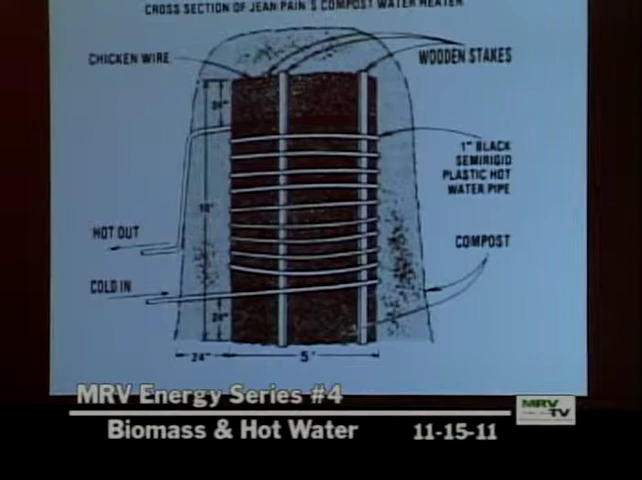 CROSS SECTION OF JEAN PAIN'S COMPOST WATER HEATER
CHICKEN WIRE
WOODEN STAKES
24"
1" BLACK
SEMIRIGID
PLASTIC HOT
WATER PIPE
HOT OUT
COMPOST
COLD IN
24"
24"
5'
MRV Energy Series #4
MRV
TV
Biomass & Hot Water 11-15-11